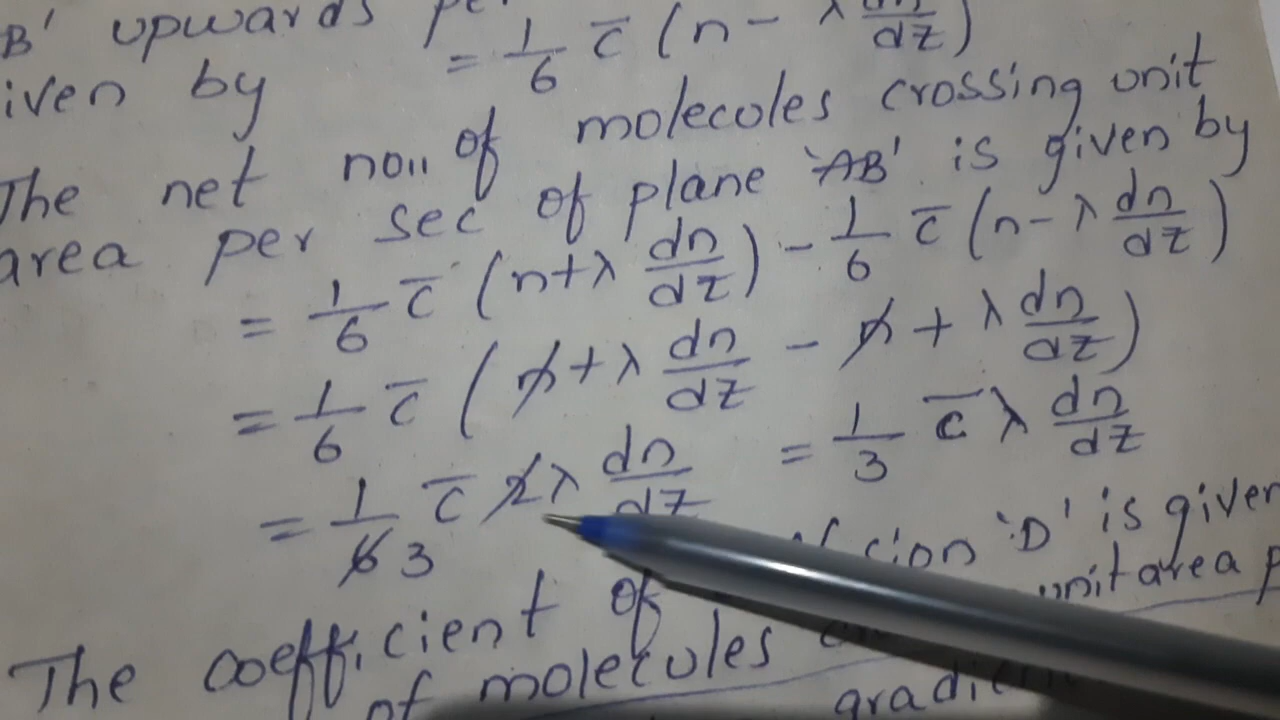 B' upwards pe
iven by = 1/6 c̄ (n - λ dn/dz)
The net no,, of molecules crossing unit
area per sec of plane 'AB' is given by
= 1/6 c̄ (n+λ dn/dz) - 1/6 c̄ (n-λ dn/dz)
= 1/6 c̄ (n+λ dn/dz - n + λ dn/dz)
= 1/6 3 c̄ 2λ dn/dz = 1/3 c̄ λ dn/dz
The coefficient of sion 'D' is given
of molecules unit area p
gradi